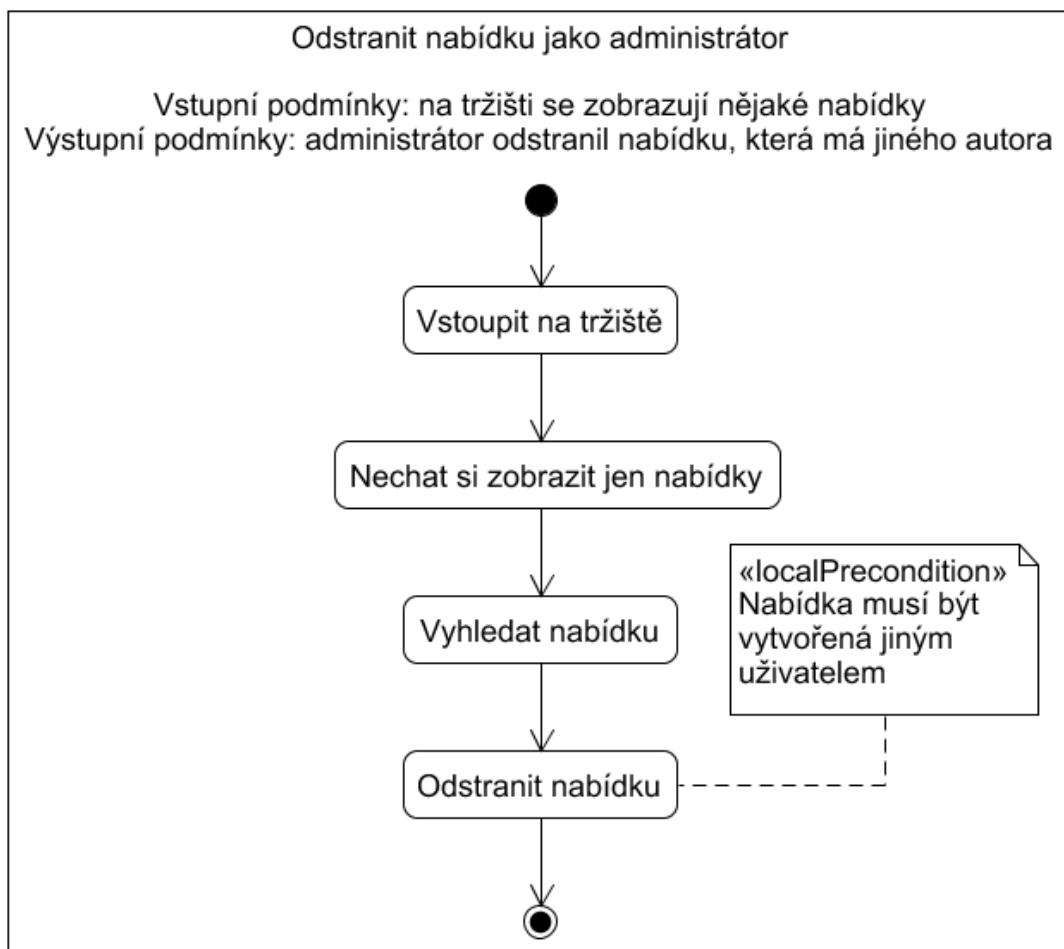 Odstranit nabídku jako administrátor
Vstupní podmínky: na tržišti se zobrazují nějaké nabídky
Výstupní podmínky: administrátor odstranil nabídku, která má jiného autora
Vstoupit na tržiště
Nechat si zobrazit jen nabídky
«localPrecondition»
Nabídka musí být
vytvořená jiným
uživatelem
Vyhledat nabídku
Odstranit nabídku